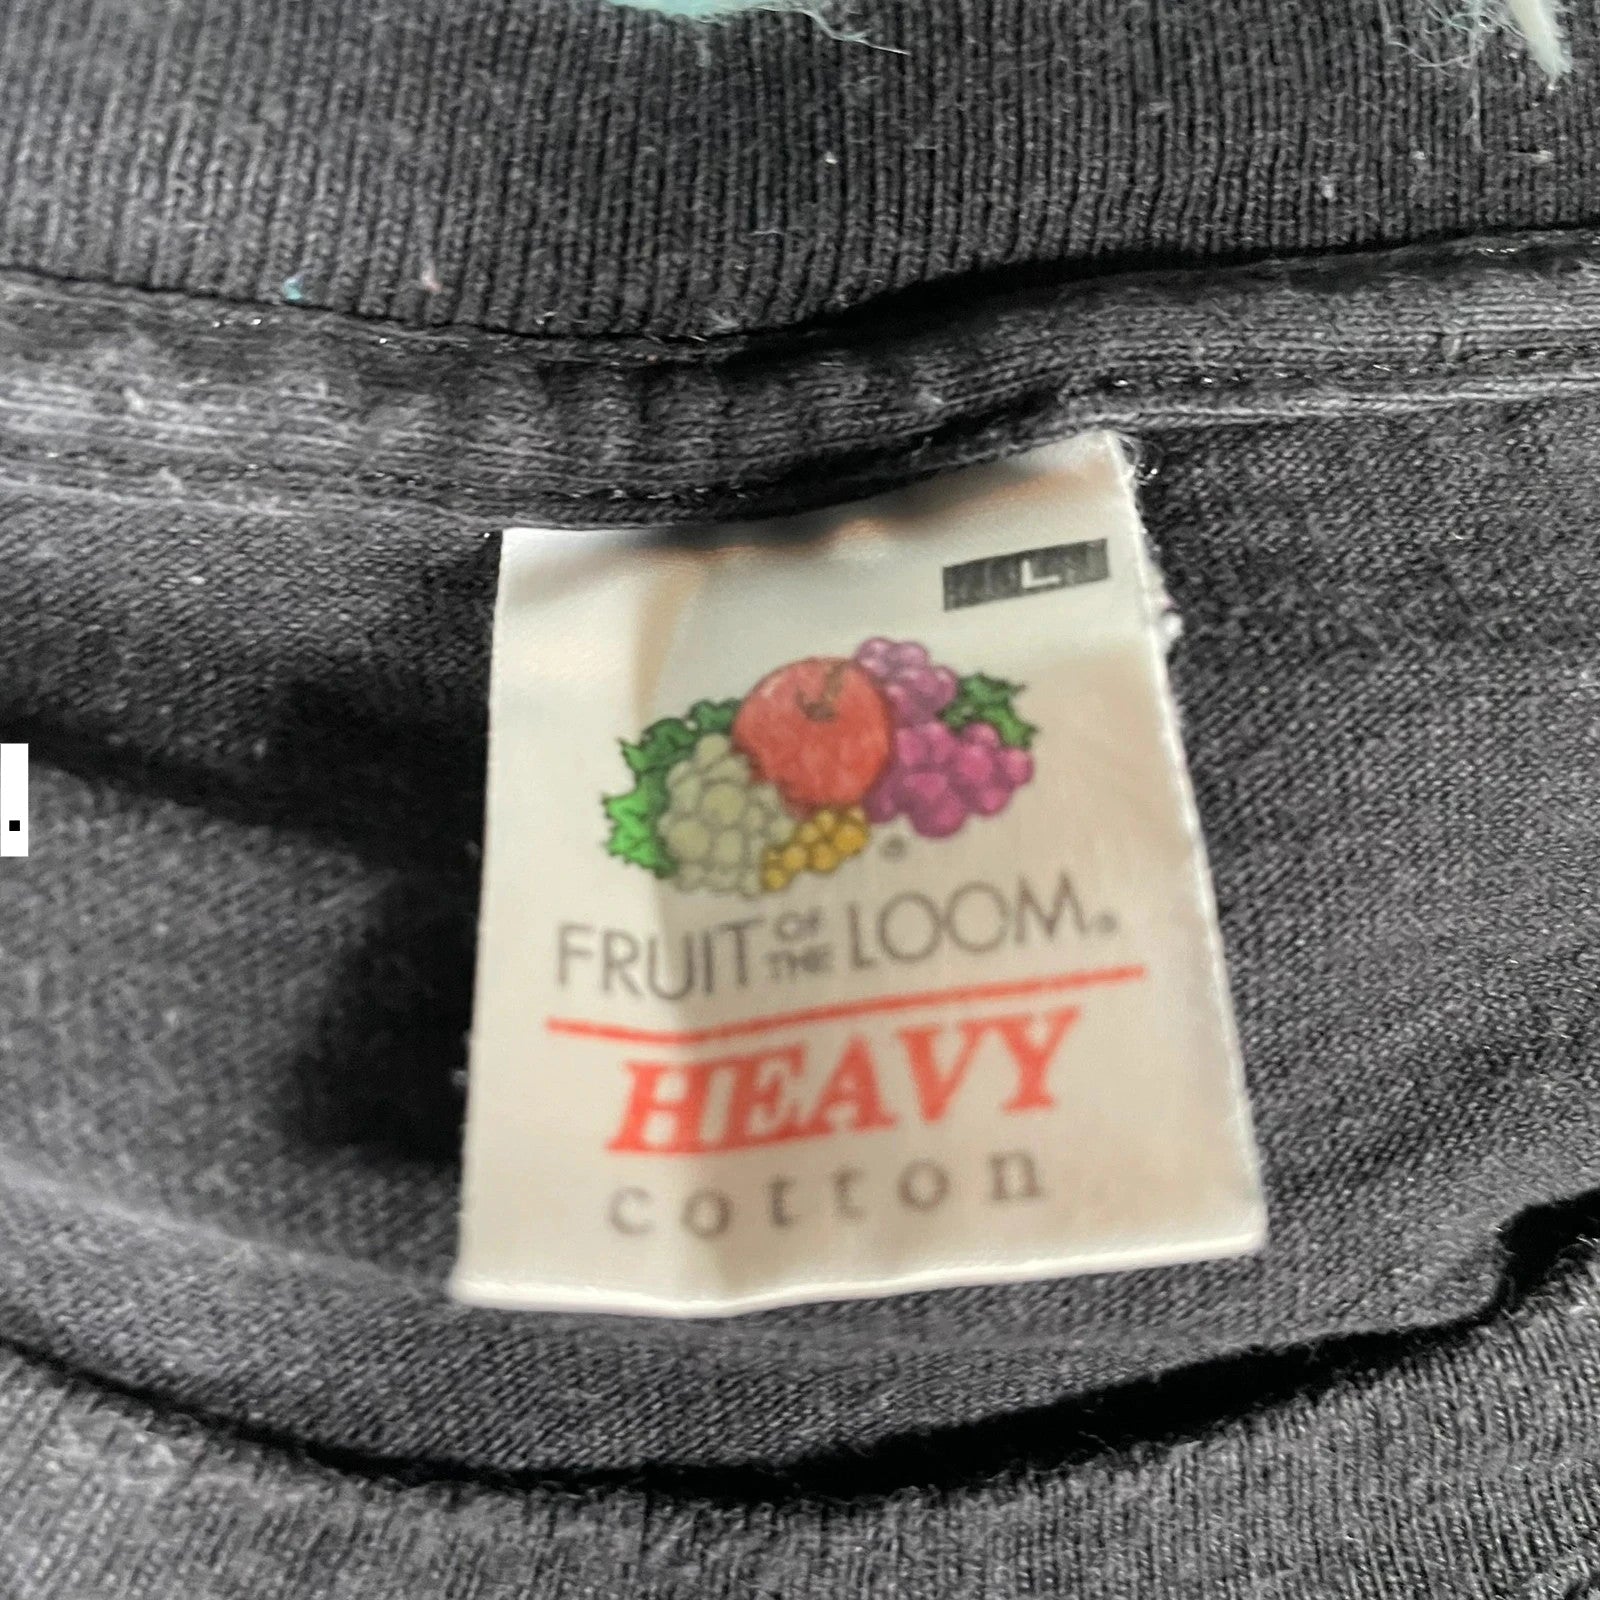 L
®
FRUIT OF THE LOOM®
HEAVY
cotton
.